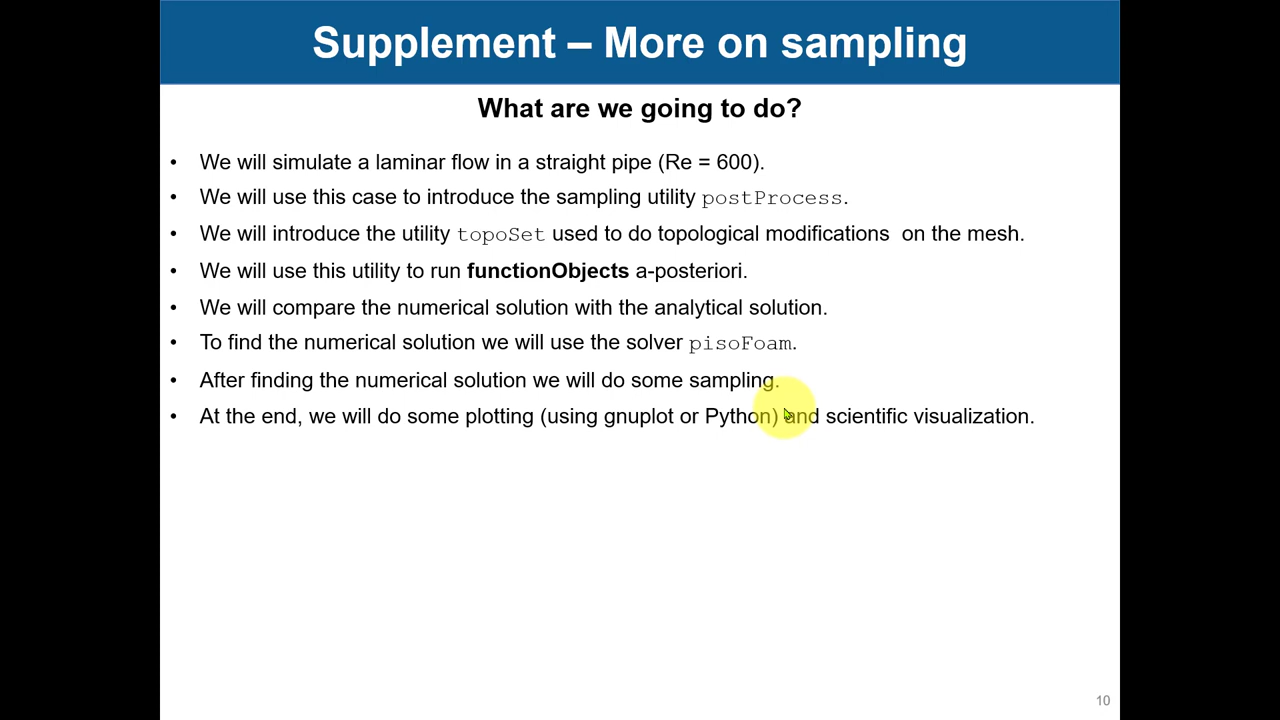 Supplement – More on sampling
What are we going to do?
• We will simulate a laminar flow in a straight pipe (Re = 600).
• We will use this case to introduce the sampling utility postProcess.
• We will introduce the utility topoSet used to do topological modifications  on the mesh.
• We will use this utility to run functionObjects a-posteriori.
• We will compare the numerical solution with the analytical solution.
• To find the numerical solution we will use the solver pisoFoam.
• After finding the numerical solution we will do some sampling.
• At the end, we will do some plotting (using gnuplot or Python) and scientific visualization.
10